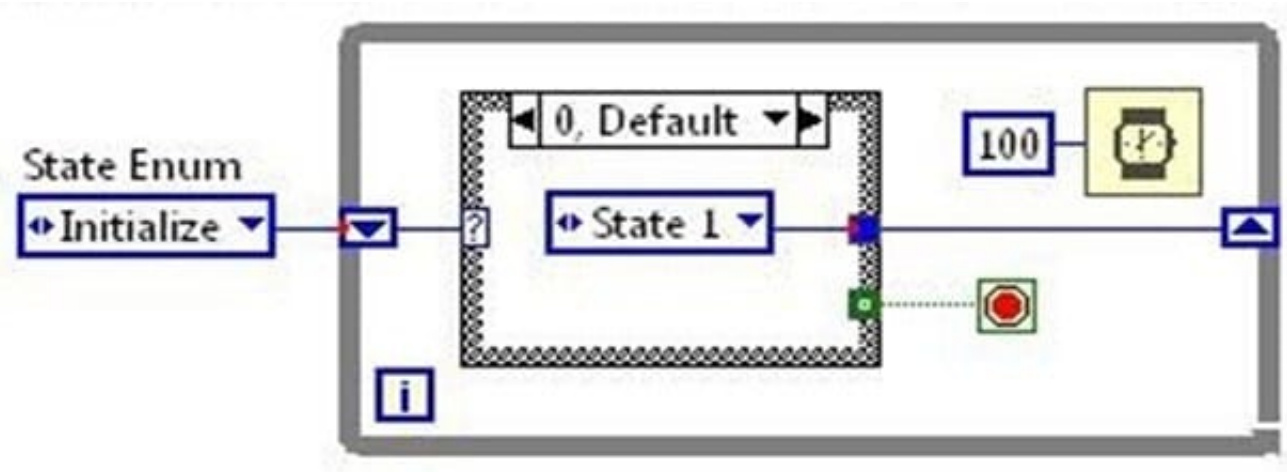 State Enum
Initialize
0, Default
?
State 1
100
i